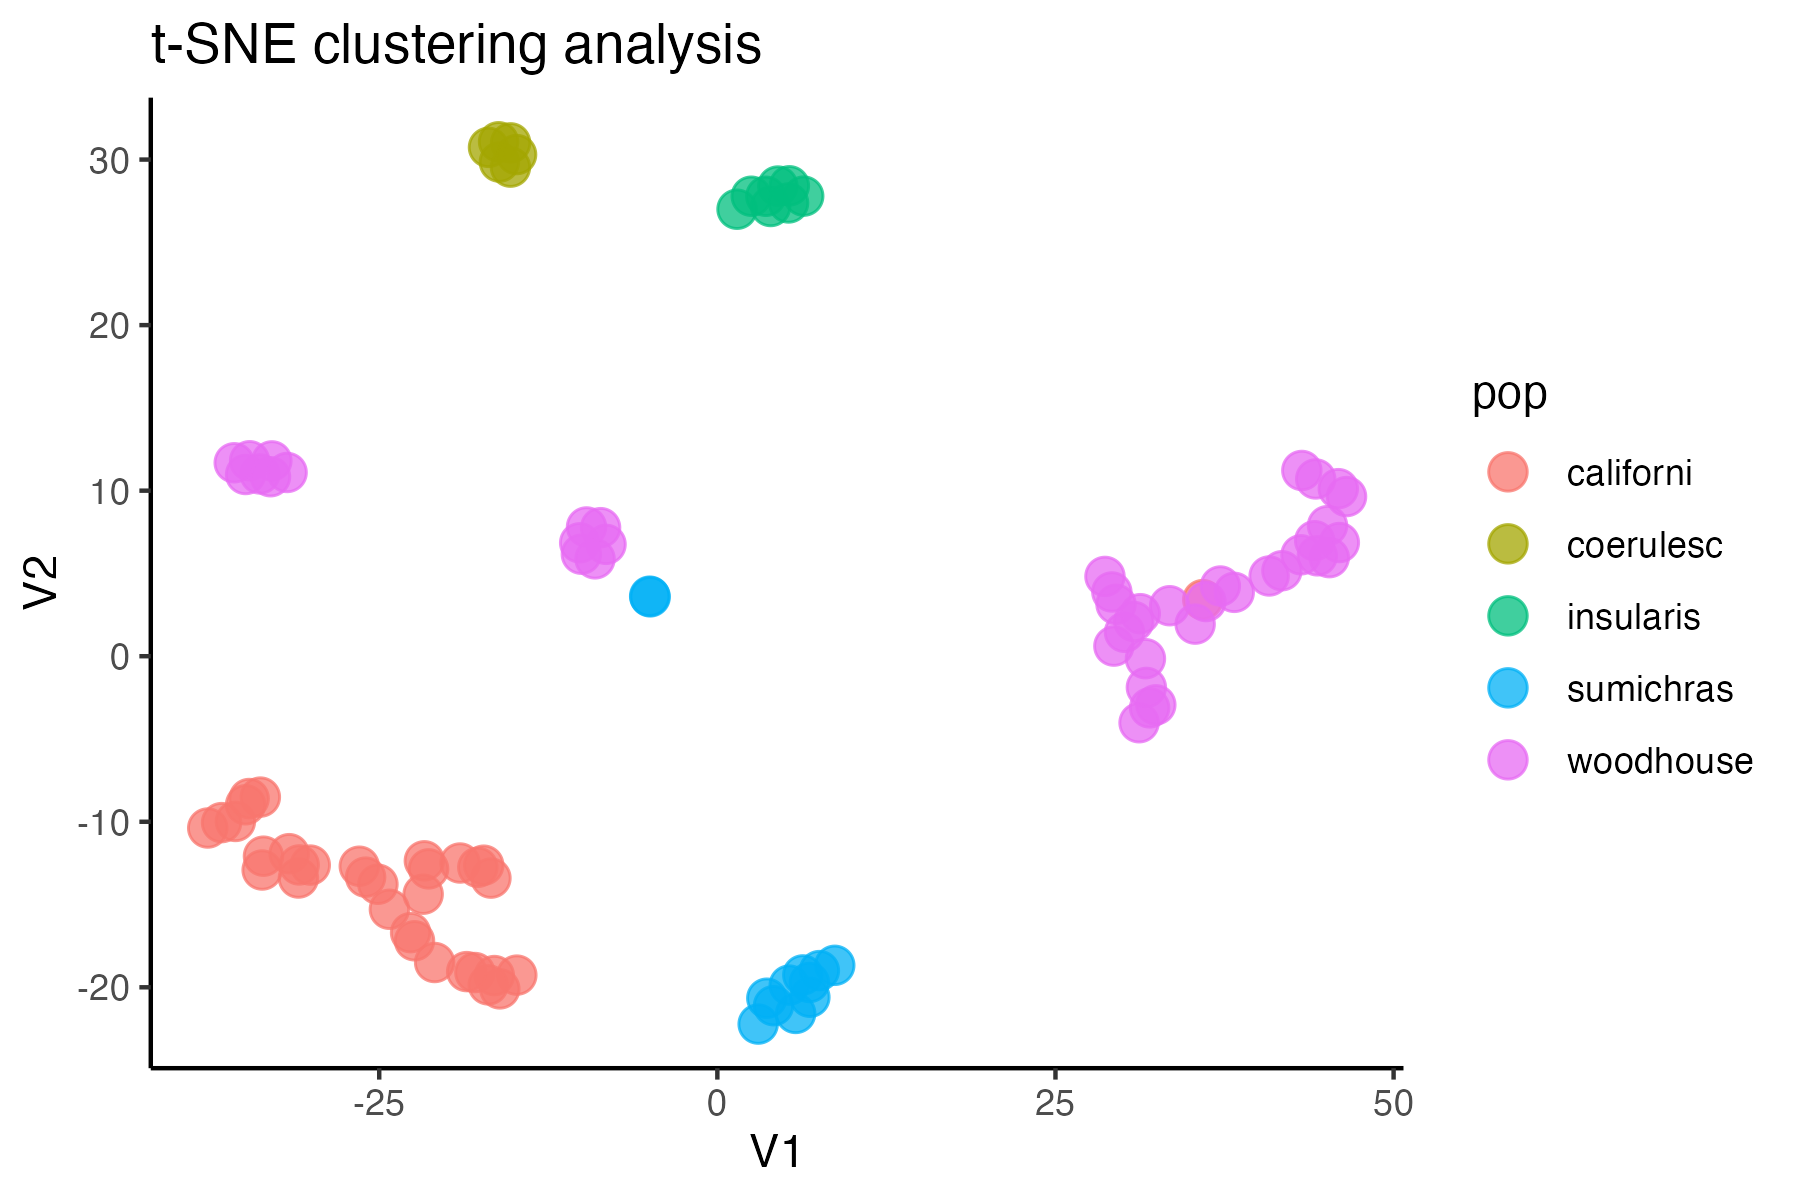 t-SNE clustering analysis
30
20
10
0
-10
-20
V2
-25
0
25
50
V1
pop
californi
coerulesc
insularis
sumichras
woodhouse